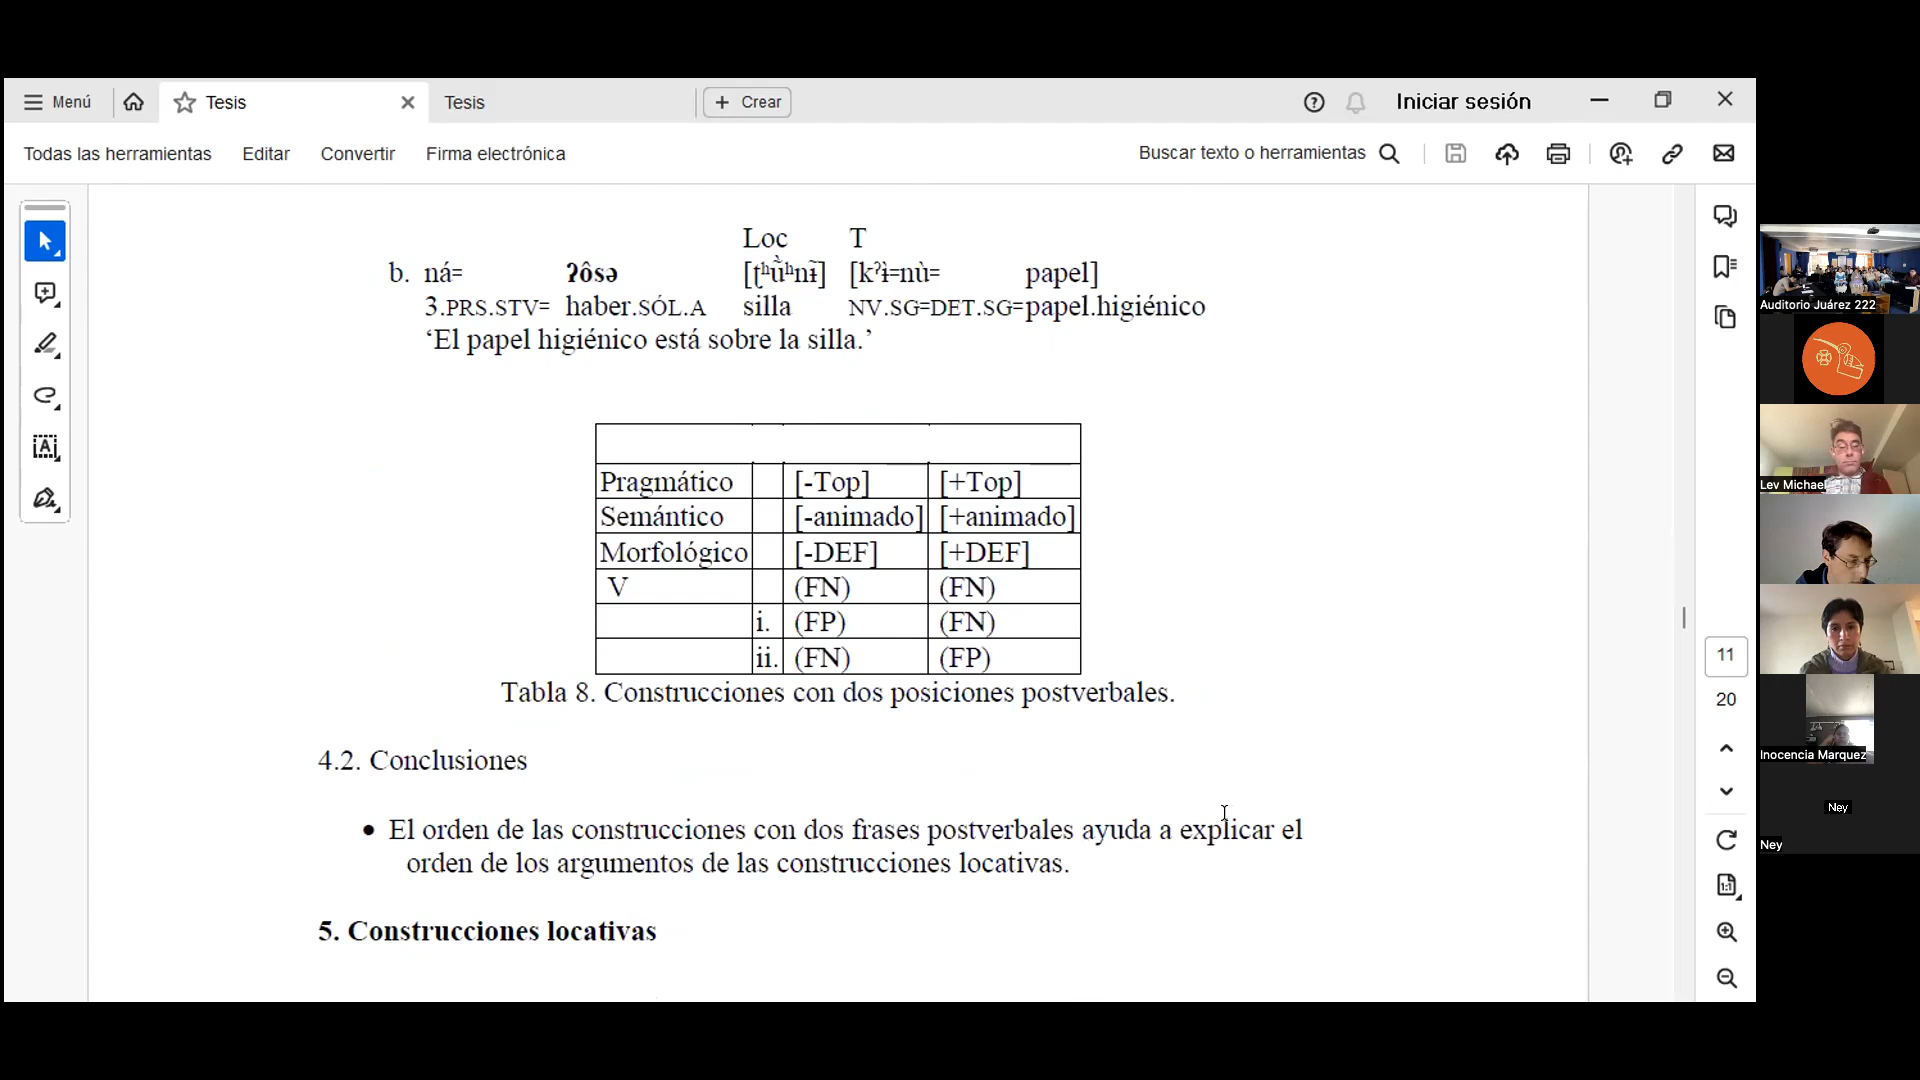 Menú
Tesis
Tesis
Crear
Iniciar sesión
Todas las herramientas
Editar
Convertir
Firma electrónica
Buscar texto o herramientas
Loc T
b. ná= ʔôsə [ʈʰṵ̀ʰnɨ̃] [kˀɨ̀=nù= papel]
3.PRS.STV= haber.SÓL.A silla NV.SG=DET.SG=papel.higiénico
‘El papel higiénico está sobre la silla.’
Pragmático [-Top] [+Top]
Semántico [-animado] [+animado]
Morfológico [-DEF] [+DEF]
V (FN) (FN)
i. (FP) (FN)
ii. (FN) (FP)
Tabla 8. Construcciones con dos posiciones postverbales.
4.2. Conclusiones
• El orden de las construcciones con dos frases postverbales ayuda a explicar el
orden de los argumentos de las construcciones locativas.
5. Construcciones locativas
11
20
Auditorio Juárez 222
Lev Michael
Inocencia Marquez
Ney
Ney